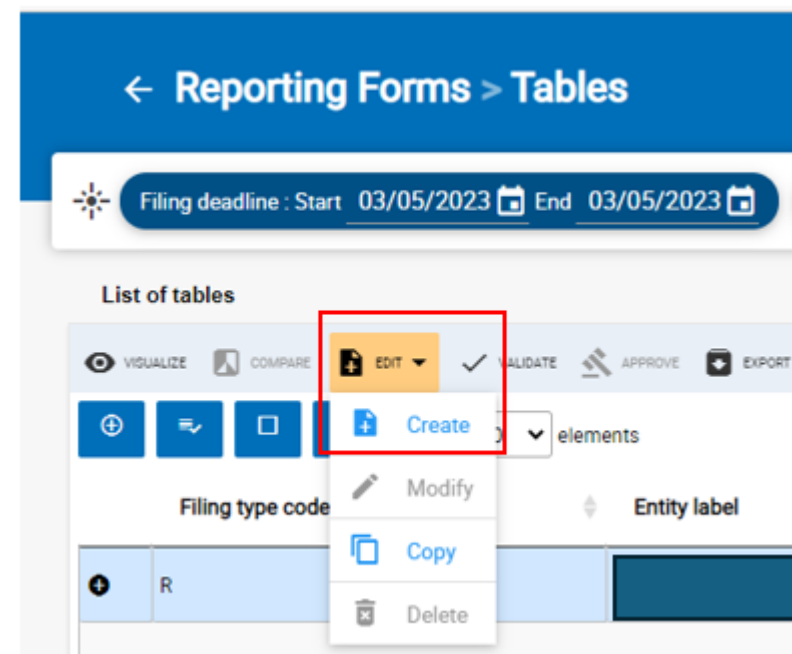 ← Reporting Forms > Tables
Filing deadline : Start 03/05/2023 End 03/05/2023
List of tables
VISUALIZE COMPARE EDIT VALIDATE APPROVE EXPORT
Create
elements
Modify
Filing type code Entity label
Copy
R
Delete